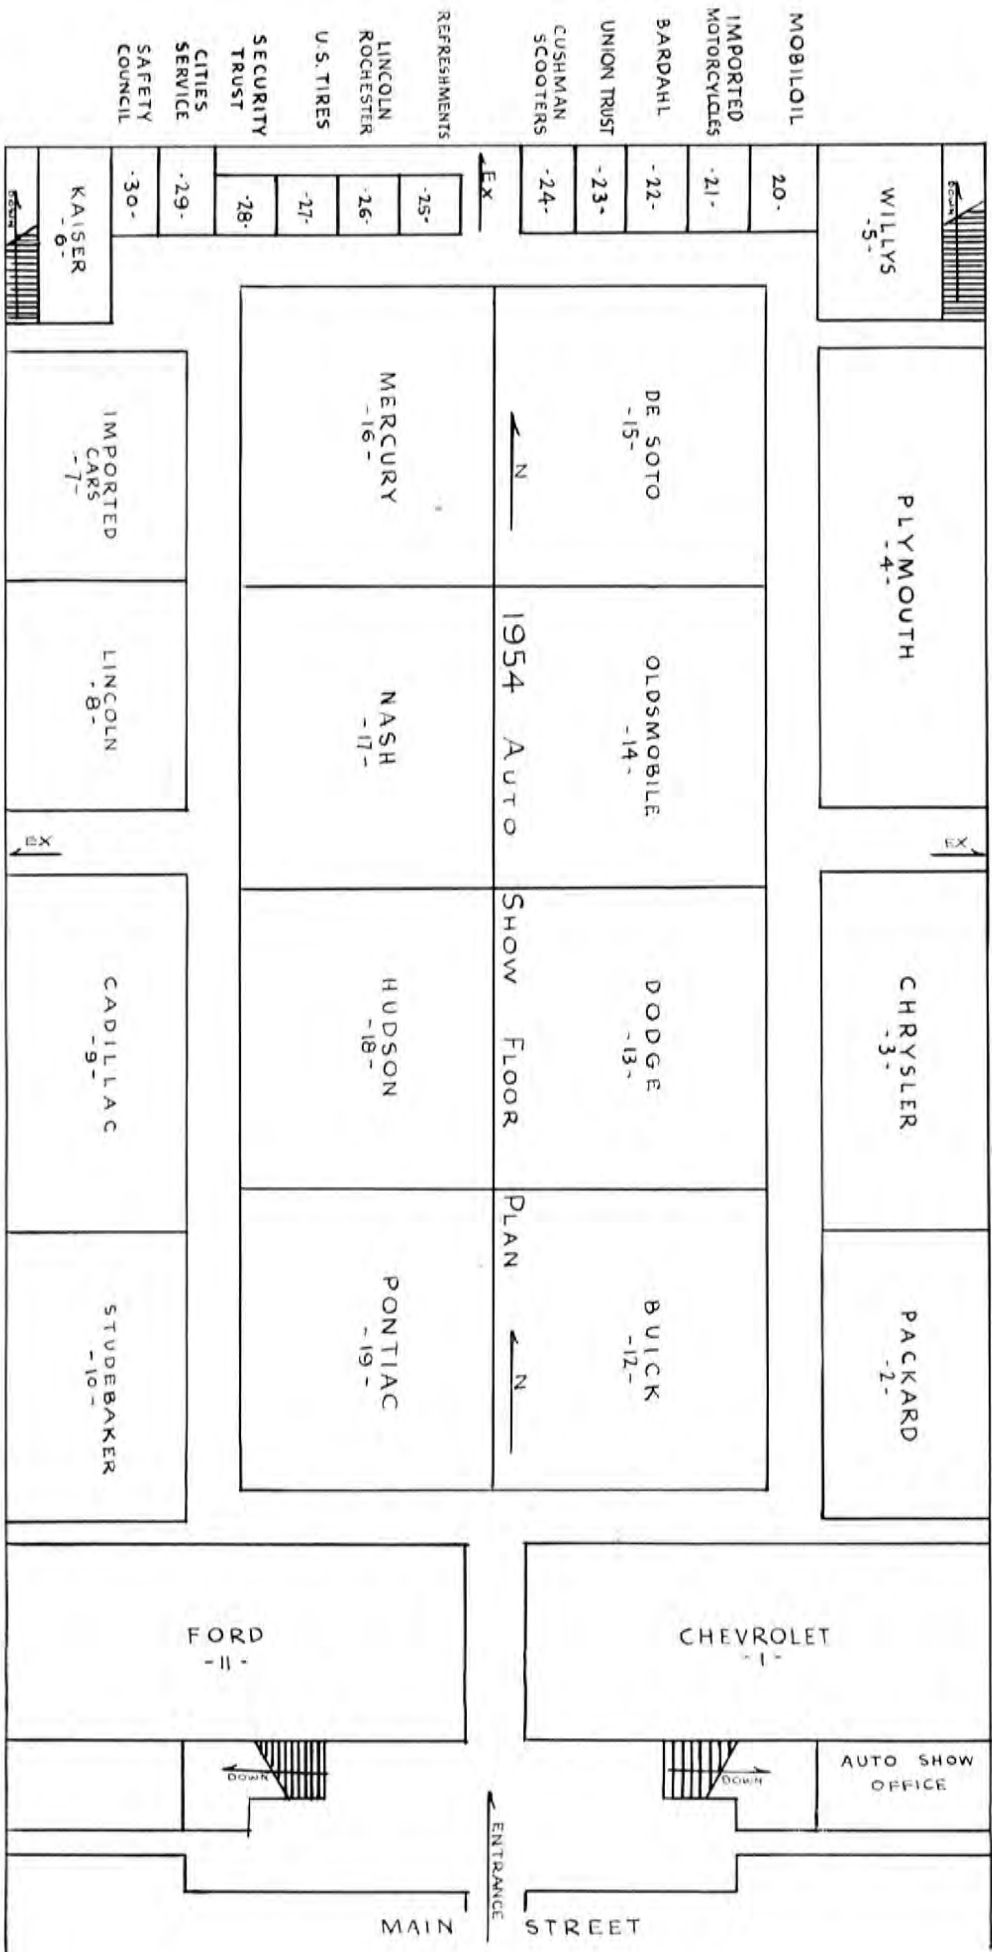 1954 AUTO SHOW FLOOR PLAN
N
N
MOBILOIL
20-
IMPORTED
MOTORCYCLES
-21-
BARDAHL
-22-
UNION TRUST
-23-
CUSHMAN
SCOOTERS
-24-
EX
REFRESHMENTS
-25-
LINCOLN
ROCHESTER
-26-
U.S. TIRES
-27-
SECURITY
TRUST
-28-
CITIES
SERVICE
-29-
SAFETY
COUNCIL
-30-
DOWN
WILLYS
-5-
KAISER
-6-
DOWN
PLYMOUTH
-4-
DE SOTO
-15-
MERCURY
-16-
IMPORTED
CARS
-7-
OLDSMOBILE
-14-
NASH
-17-
LINCOLN
-8-
EX
EX
CHRYSLER
-3-
DODGE
-13-
HUDSON
-18-
CADILLAC
-9-
PACKARD
-2-
BUICK
-12-
PONTIAC
-19-
STUDEBAKER
-10-
FORD
-11-
CHEVROLET
-1-
DOWN
DOWN
AUTO SHOW
OFFICE
ENTRANCE
MAIN STREET